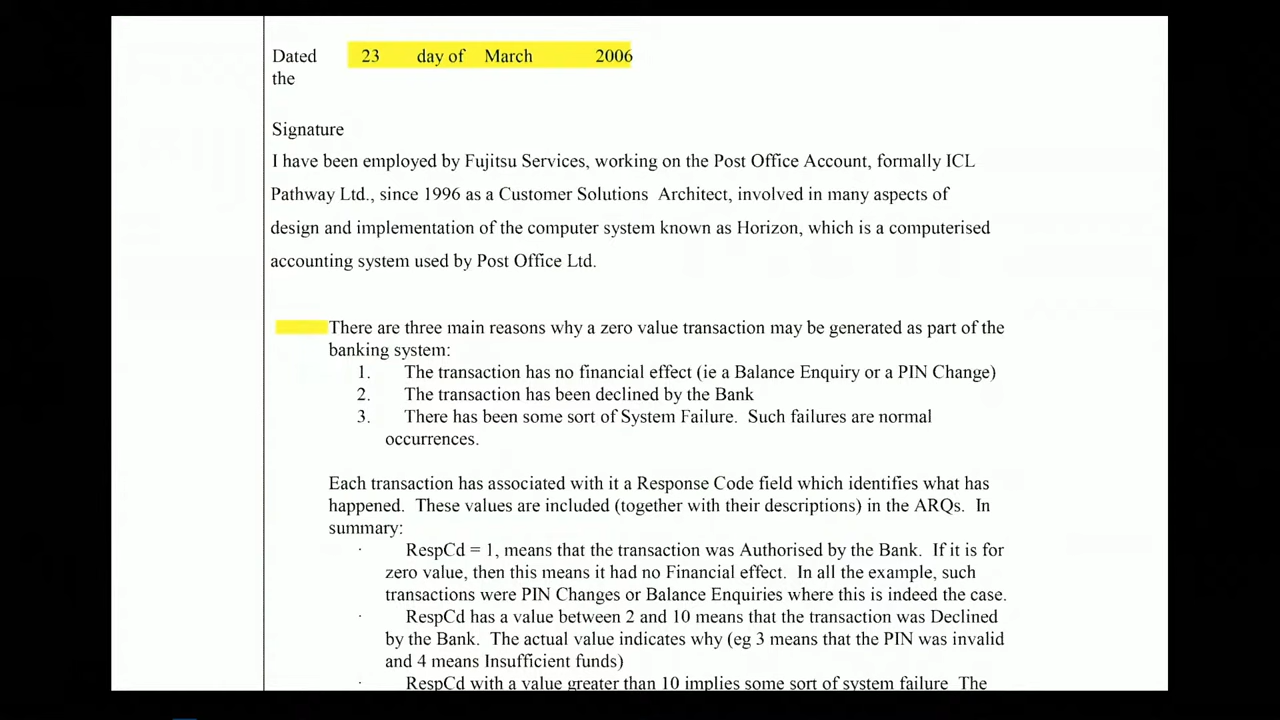 Dated 23 day of March 2006
the
Signature
I have been employed by Fujitsu Services, working on the Post Office Account, formally ICL
Pathway Ltd., since 1996 as a Customer Solutions Architect, involved in many aspects of
design and implementation of the computer system known as Horizon, which is a computerised
accounting system used by Post Office Ltd.
There are three main reasons why a zero value transaction may be generated as part of the
banking system:
1. The transaction has no financial effect (ie a Balance Enquiry or a PIN Change)
2. The transaction has been declined by the Bank
3. There has been some sort of System Failure. Such failures are normal
occurrences.
Each transaction has associated with it a Response Code field which identifies what has
happened. These values are included (together with their descriptions) in the ARQs. In
summary:
· RespCd = 1, means that the transaction was Authorised by the Bank. If it is for
zero value, then this means it had no Financial effect. In all the example, such
transactions were PIN Changes or Balance Enquiries where this is indeed the case.
· RespCd has a value between 2 and 10 means that the transaction was Declined
by the Bank. The actual value indicates why (eg 3 means that the PIN was invalid
and 4 means Insufficient funds)
· RespCd with a value greater than 10 implies some sort of system failure The